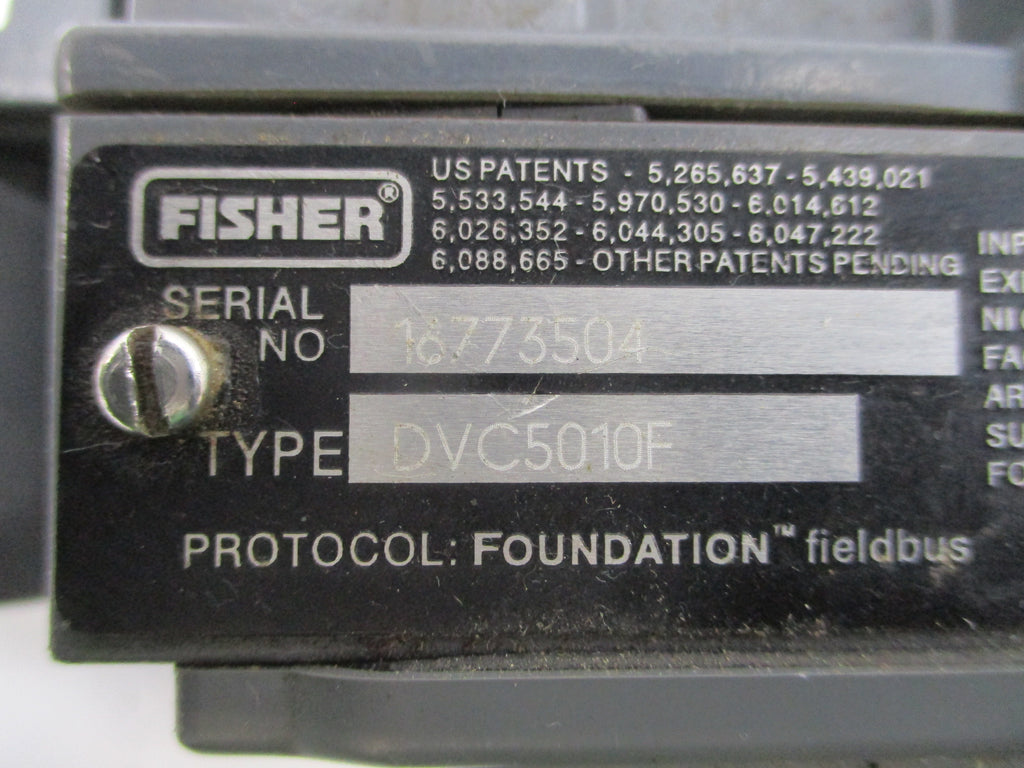 FISHER®
US PATENTS - 5,265,637 - 5,439,021
5,533,544 - 5,970,530 - 6,014,612
6,026,352 - 6,044,305 - 6,047,222
6,088,665 - OTHER PATENTS PENDING
SERIAL
NO 16773504
TYPE DVC5010F
PROTOCOL: FOUNDATION™ fieldbus